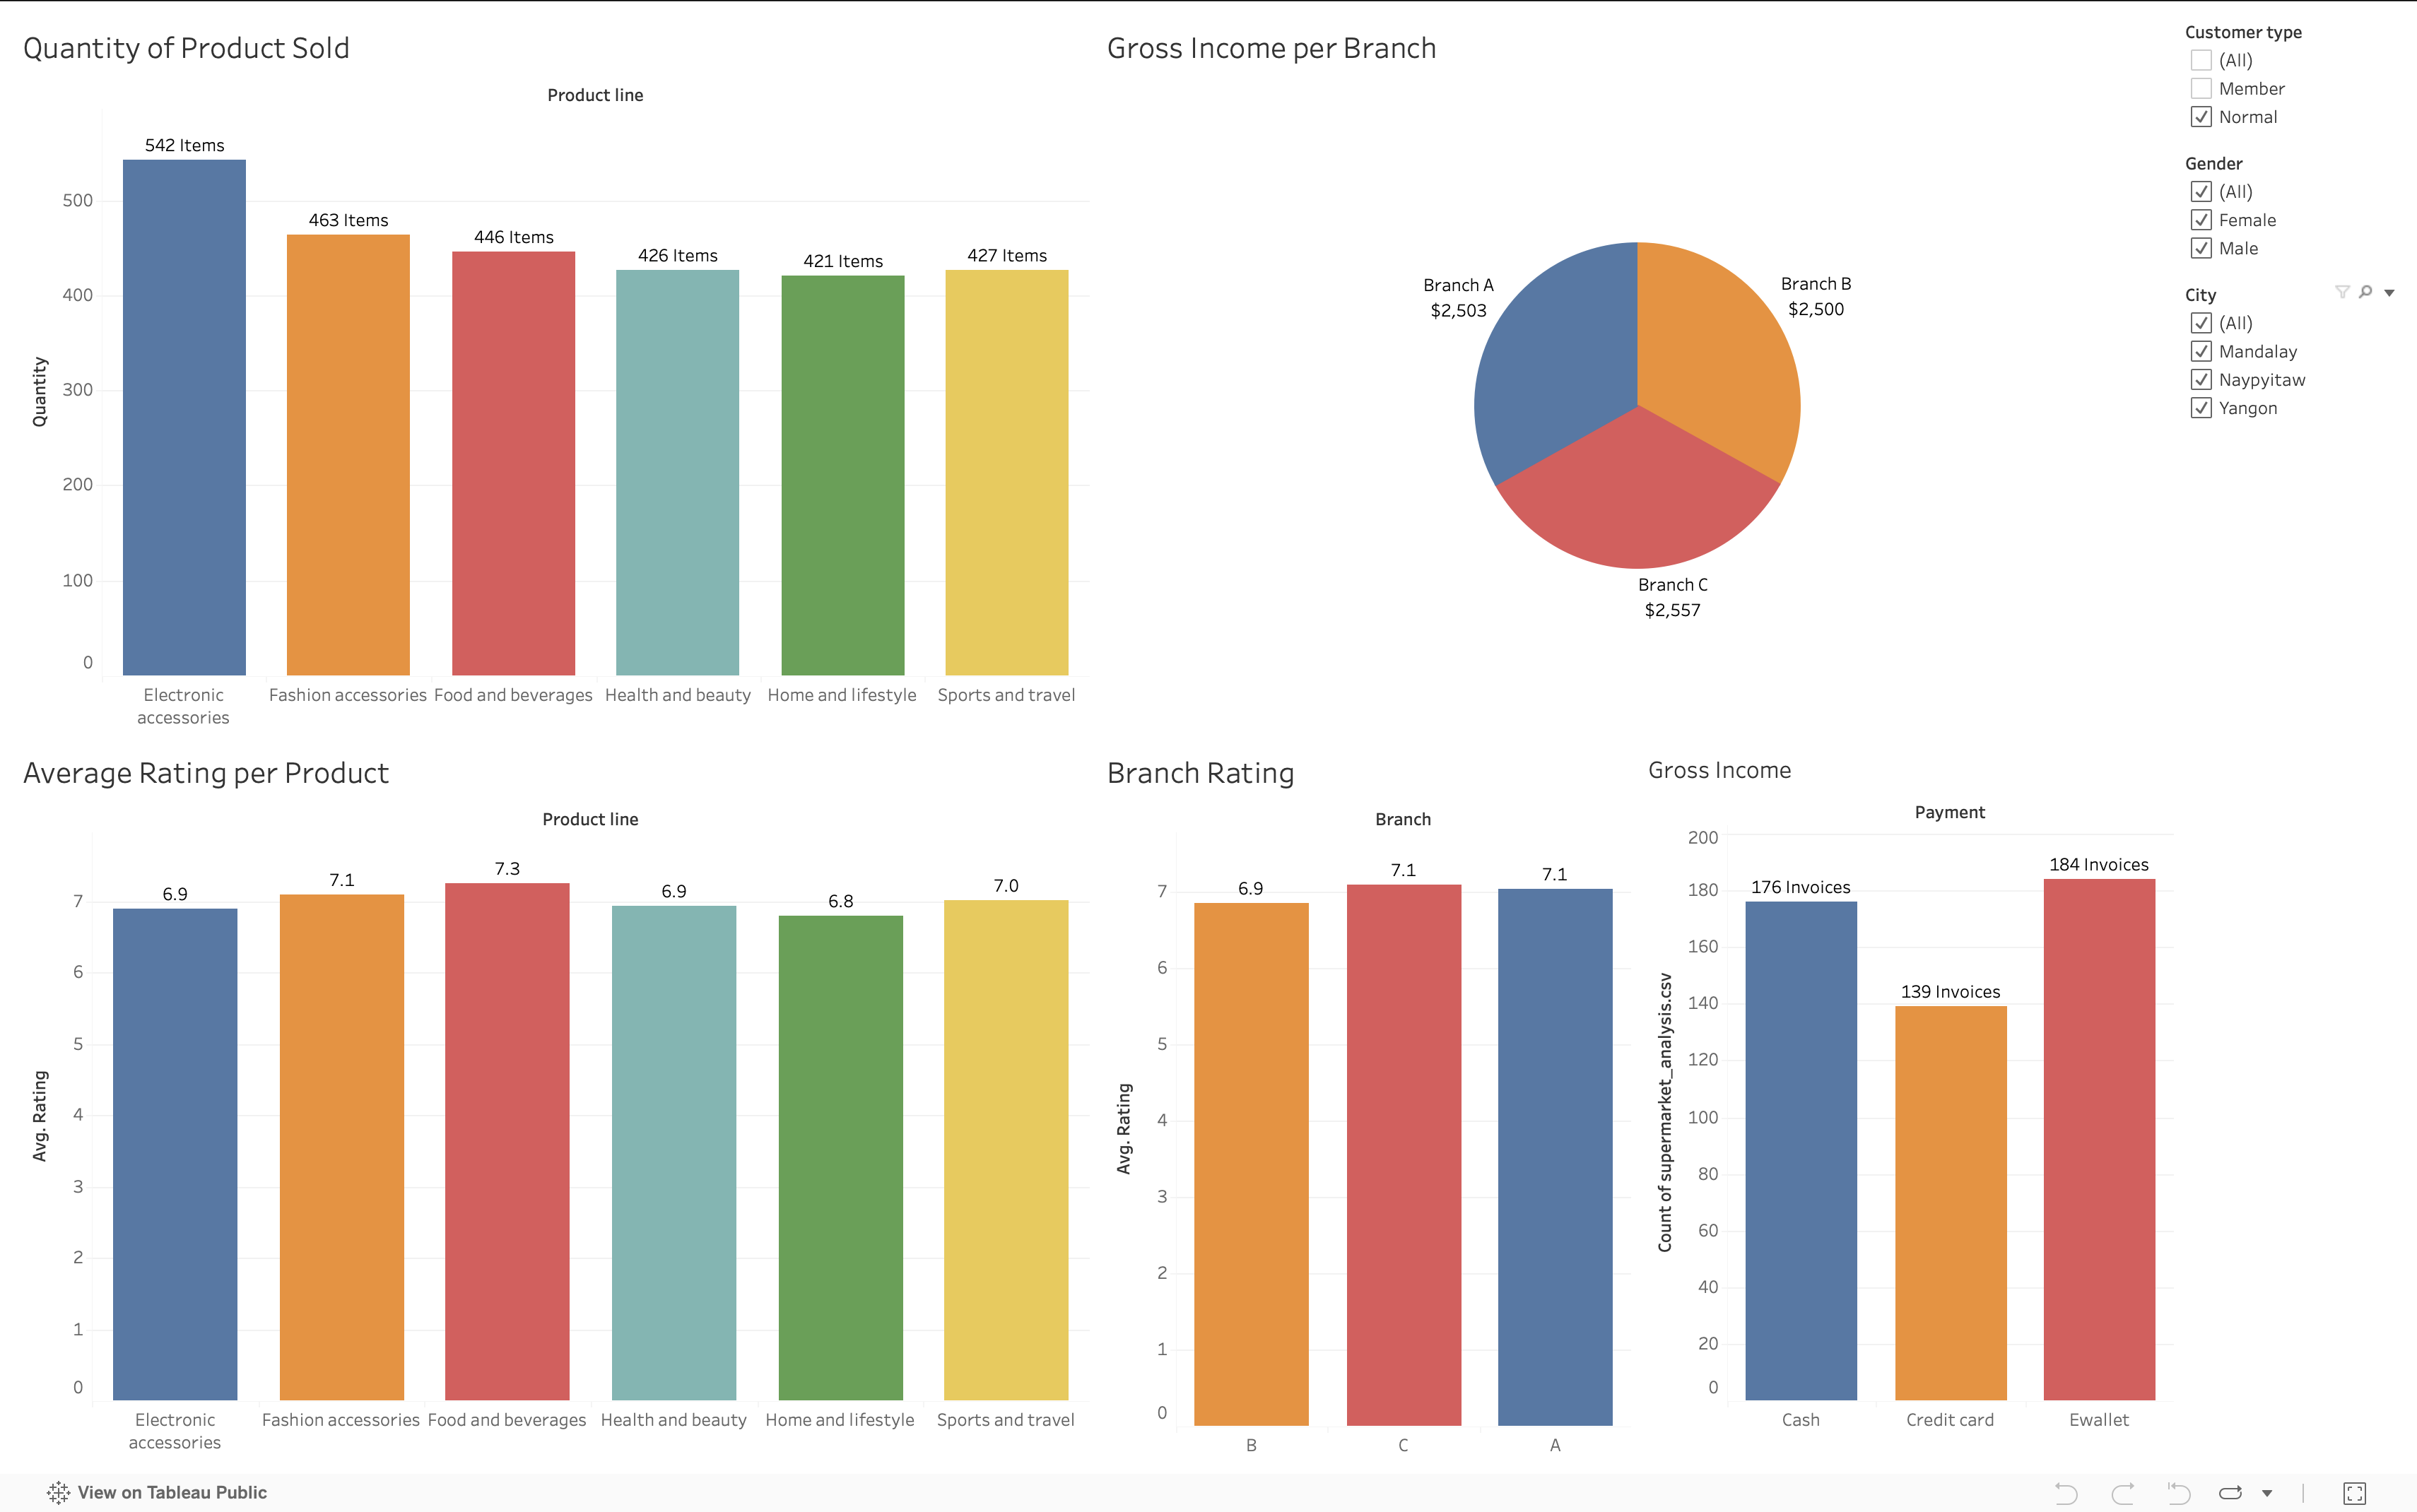 Quantity of Product Sold
Product line
542 Items
463 Items
446 Items
426 Items
421 Items
427 Items
Quantity
500
400
300
200
100
0
Electronic
accessories
Fashion accessories
Food and beverages
Health and beauty
Home and lifestyle
Sports and travel
Gross Income per Branch
Branch A
$2,503
Branch B
$2,500
Branch C
$2,557
Customer type
(All)
Member
Normal
Gender
(All)
Female
Male
City
(All)
Mandalay
Naypyitaw
Yangon
Average Rating per Product
Product line
6.9
7.1
7.3
6.9
6.8
7.0
Avg. Rating
7
6
5
4
3
2
1
0
Electronic
accessories
Fashion accessories
Food and beverages
Health and beauty
Home and lifestyle
Sports and travel
Branch Rating
Branch
6.9
7.1
7.1
Avg. Rating
7
6
5
4
3
2
1
0
B
C
A
Gross Income
Payment
176 Invoices
139 Invoices
184 Invoices
Count of supermarket_analysis.csv
200
180
160
140
120
100
80
60
40
20
0
Cash
Credit card
Ewallet
View on Tableau Public